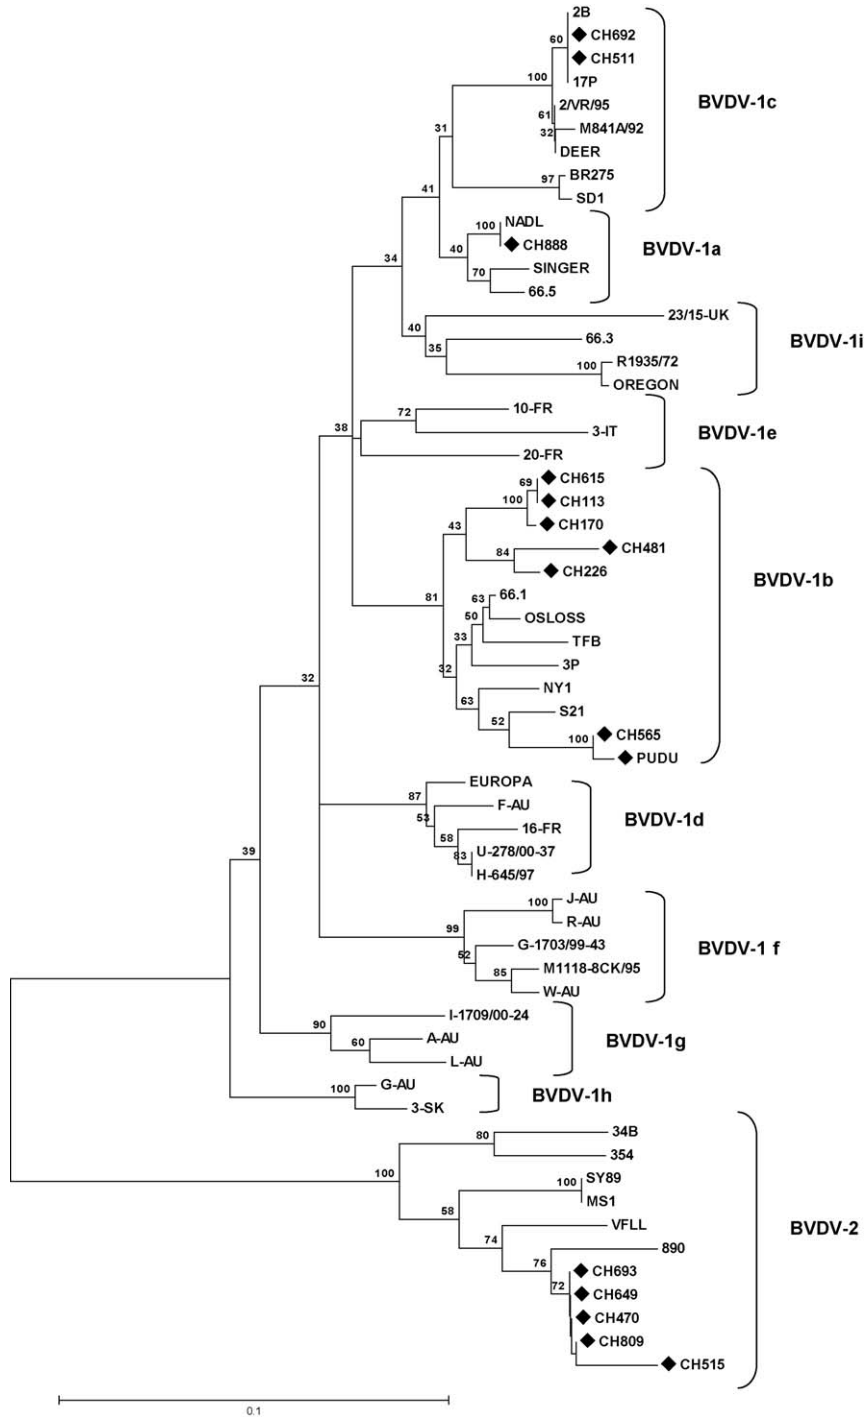 2B
60
CH692
CH511
100
17P
BVDV-1c
2/VR/95
61
M841A/92
32
31
DEER
97
BR275
SD1
41
100
NADL
CH888
BVDV-1a
40
34
70
SINGER
66.5
23/15-UK
40
66.3
BVDV-1i
35
100
R1935/72
OREGON
72
10-FR
38
3-IT
BVDV-1e
20-FR
69
CH615
100
CH113
CH170
43
84
CH481
CH226
BVDV-1b
81
63
66.1
50
OSLOSS
33
TFB
32
3P
NY1
63
S21
52
100
CH565
PUDU
32
87
EUROPA
53
F-AU
BVDV-1d
58
16-FR
83
U-278/00-37
H-645/97
39
100
J-AU
R-AU
99
G-1703/99-43
BVDV-1 f
52
85
M1118-8CK/95
W-AU
90
I-1709/00-24
60
A-AU
BVDV-1g
L-AU
100
G-AU
BVDV-1h
3-SK
80
34B
354
100
100
SY89
MS1
58
VFLL
BVDV-2
74
890
76
CH693
72
CH649
CH470
CH809
CH515
0.1